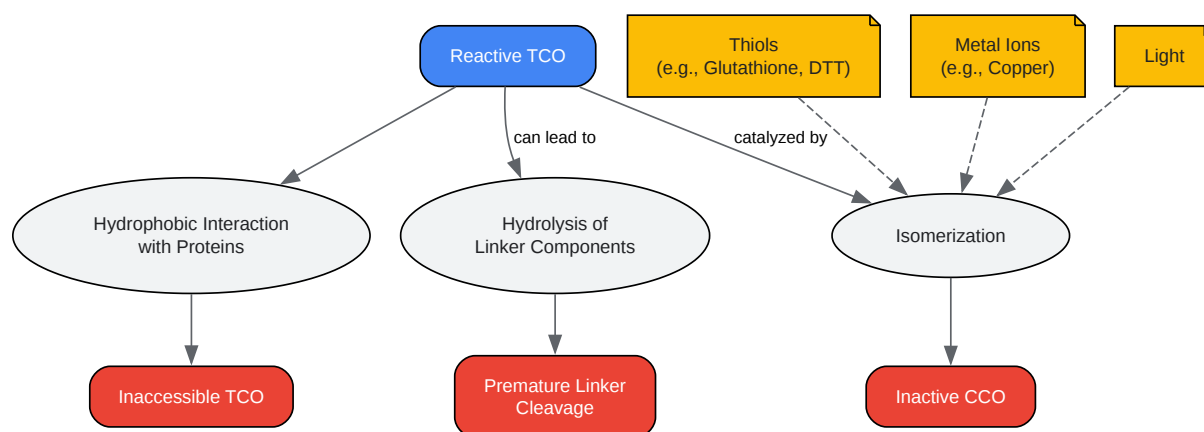 Reactive TCO
Thiols
(e.g., Glutathione, DTT)
Metal Ions
(e.g., Copper)
Light
can lead to
catalyzed by
Hydrophobic Interaction
with Proteins
Hydrolysis of
Linker Components
Isomerization
Inaccessible TCO
Premature Linker
Cleavage
Inactive CCO